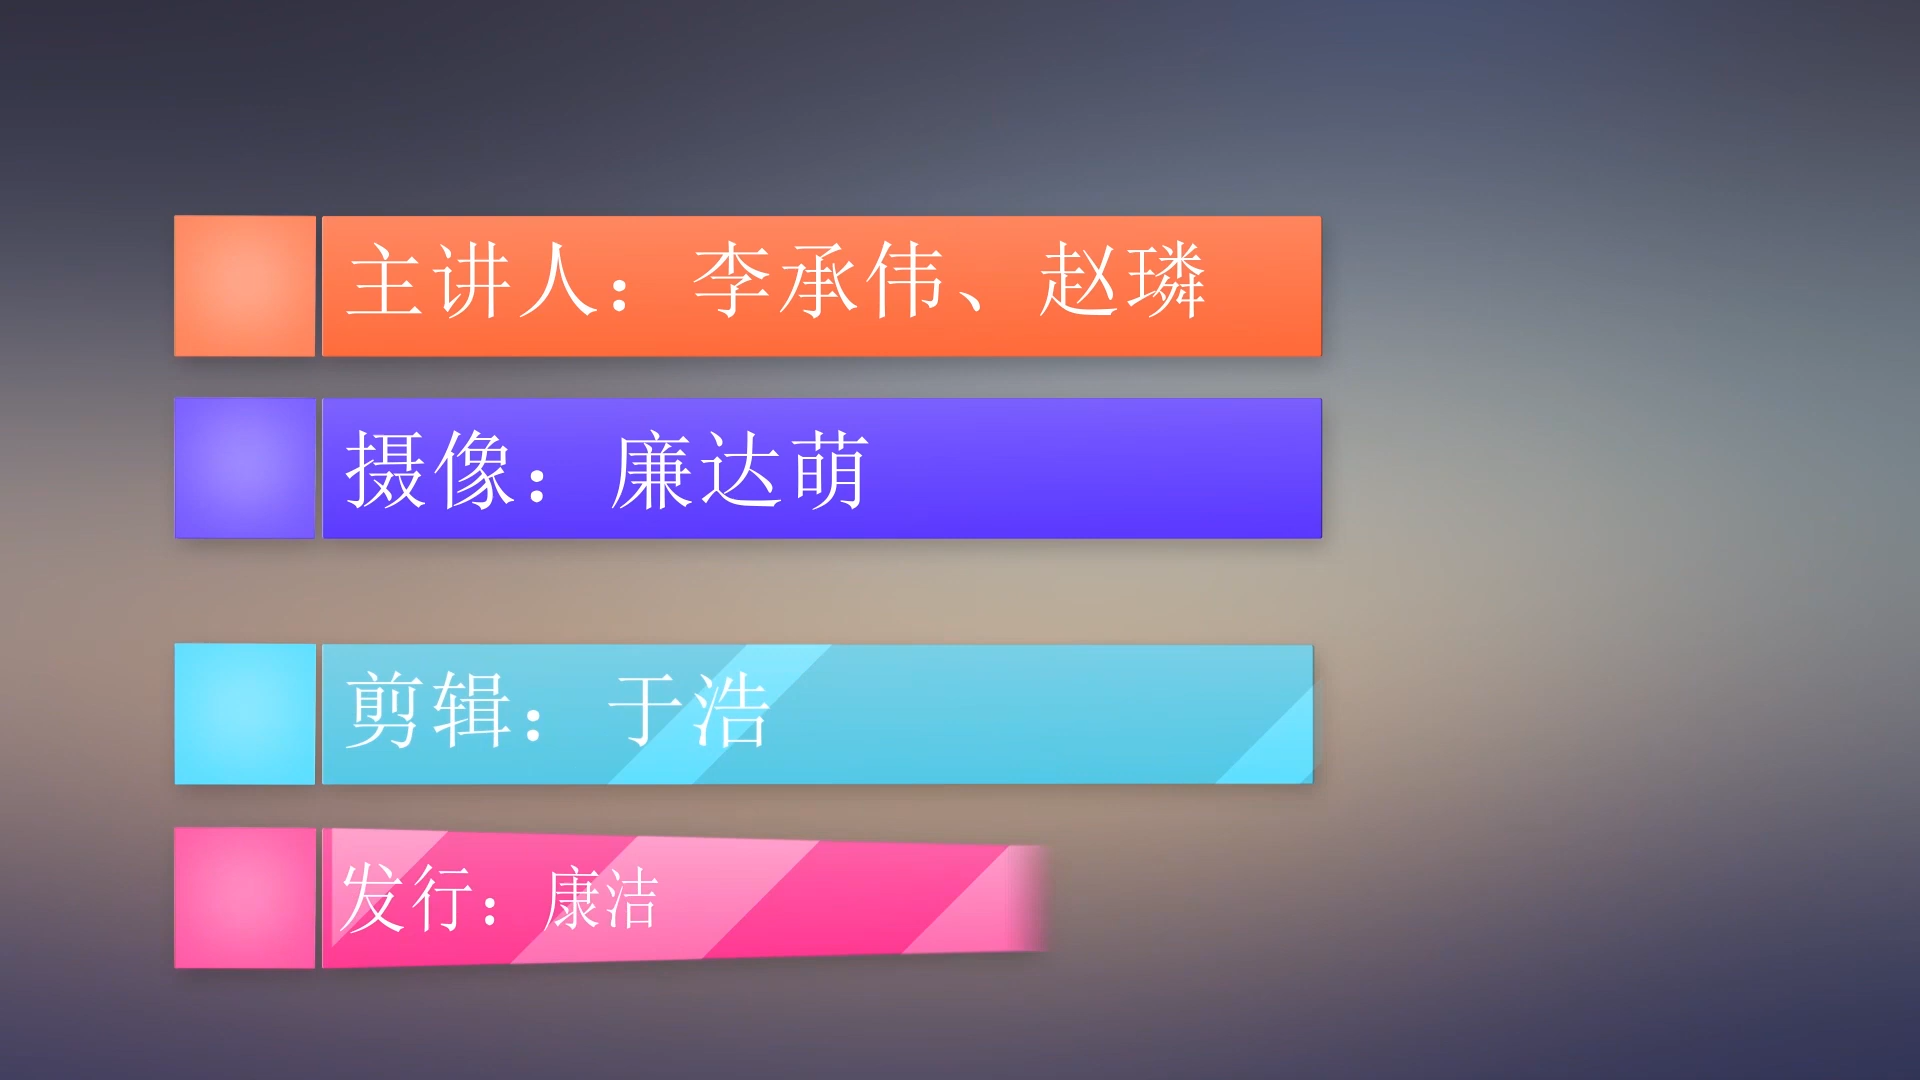 主讲人：李承伟、赵璘
摄像：廉达萌
剪辑：于浩
发行：康洁